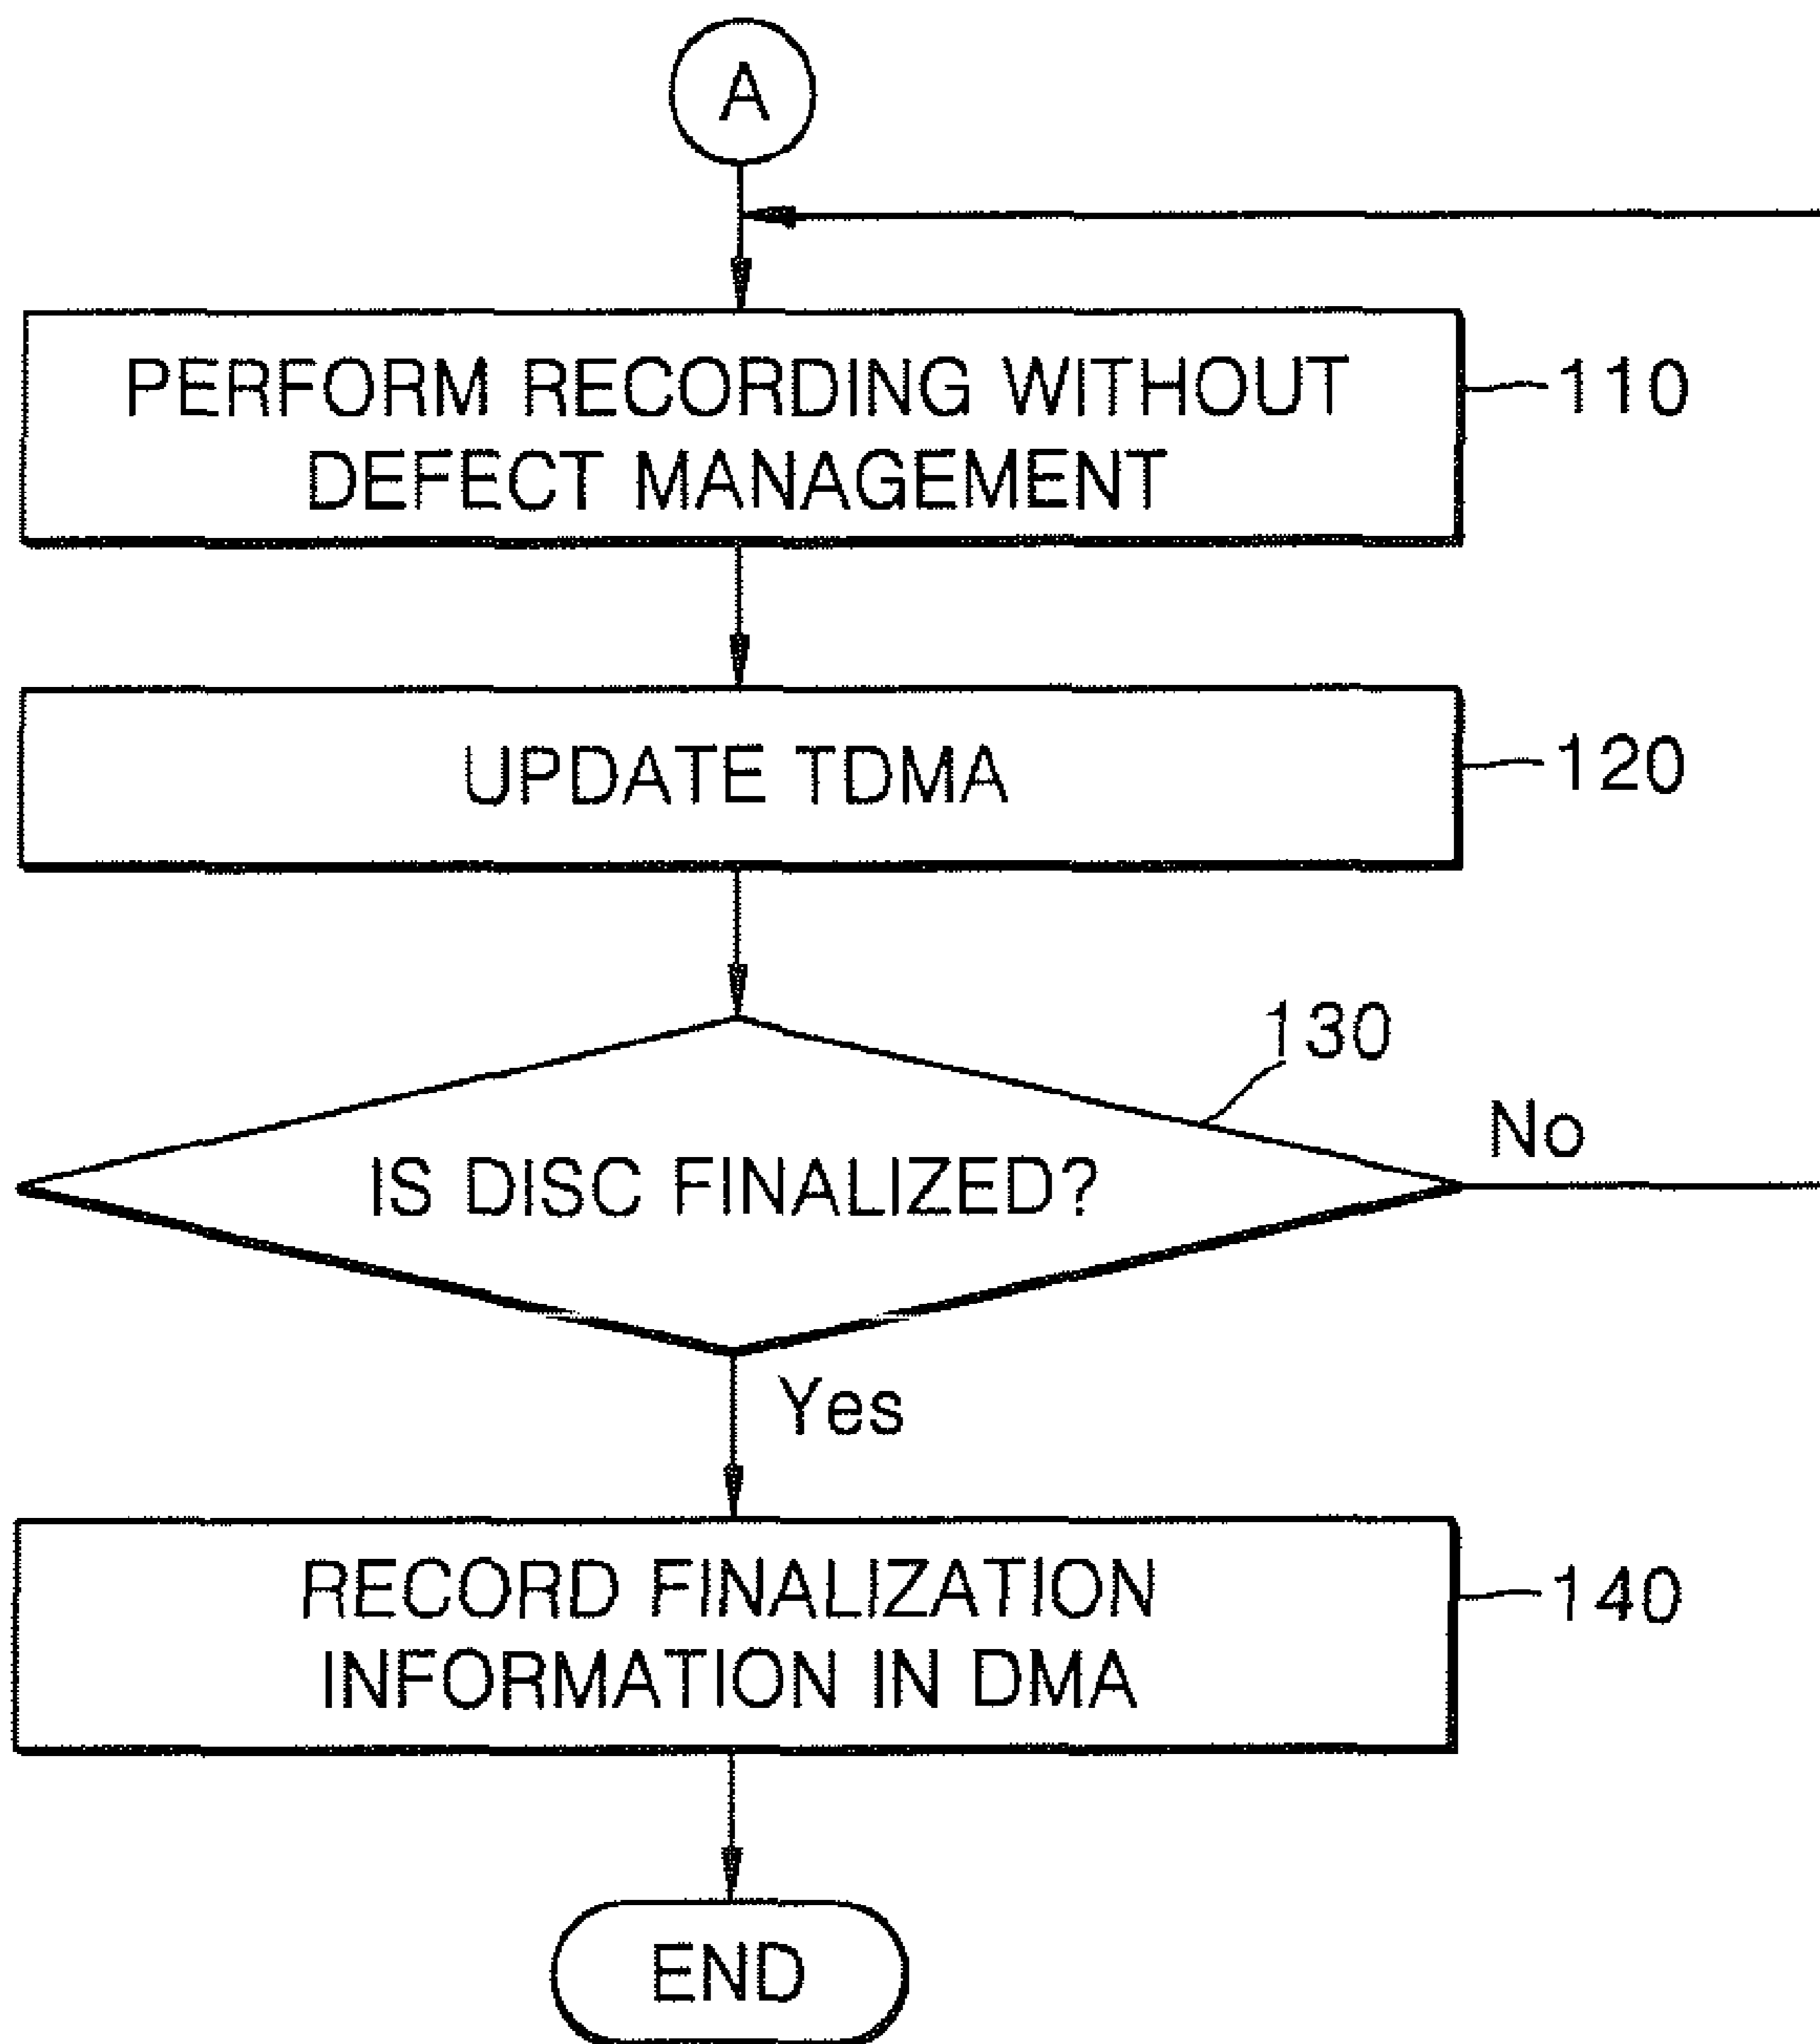 A
PERFORM RECORDING WITHOUT
DEFECT MANAGEMENT
110
UPDATE TDMA
120
130
IS DISC FINALIZED?
No
Yes
RECORD FINALIZATION
INFORMATION IN DMA
140
END